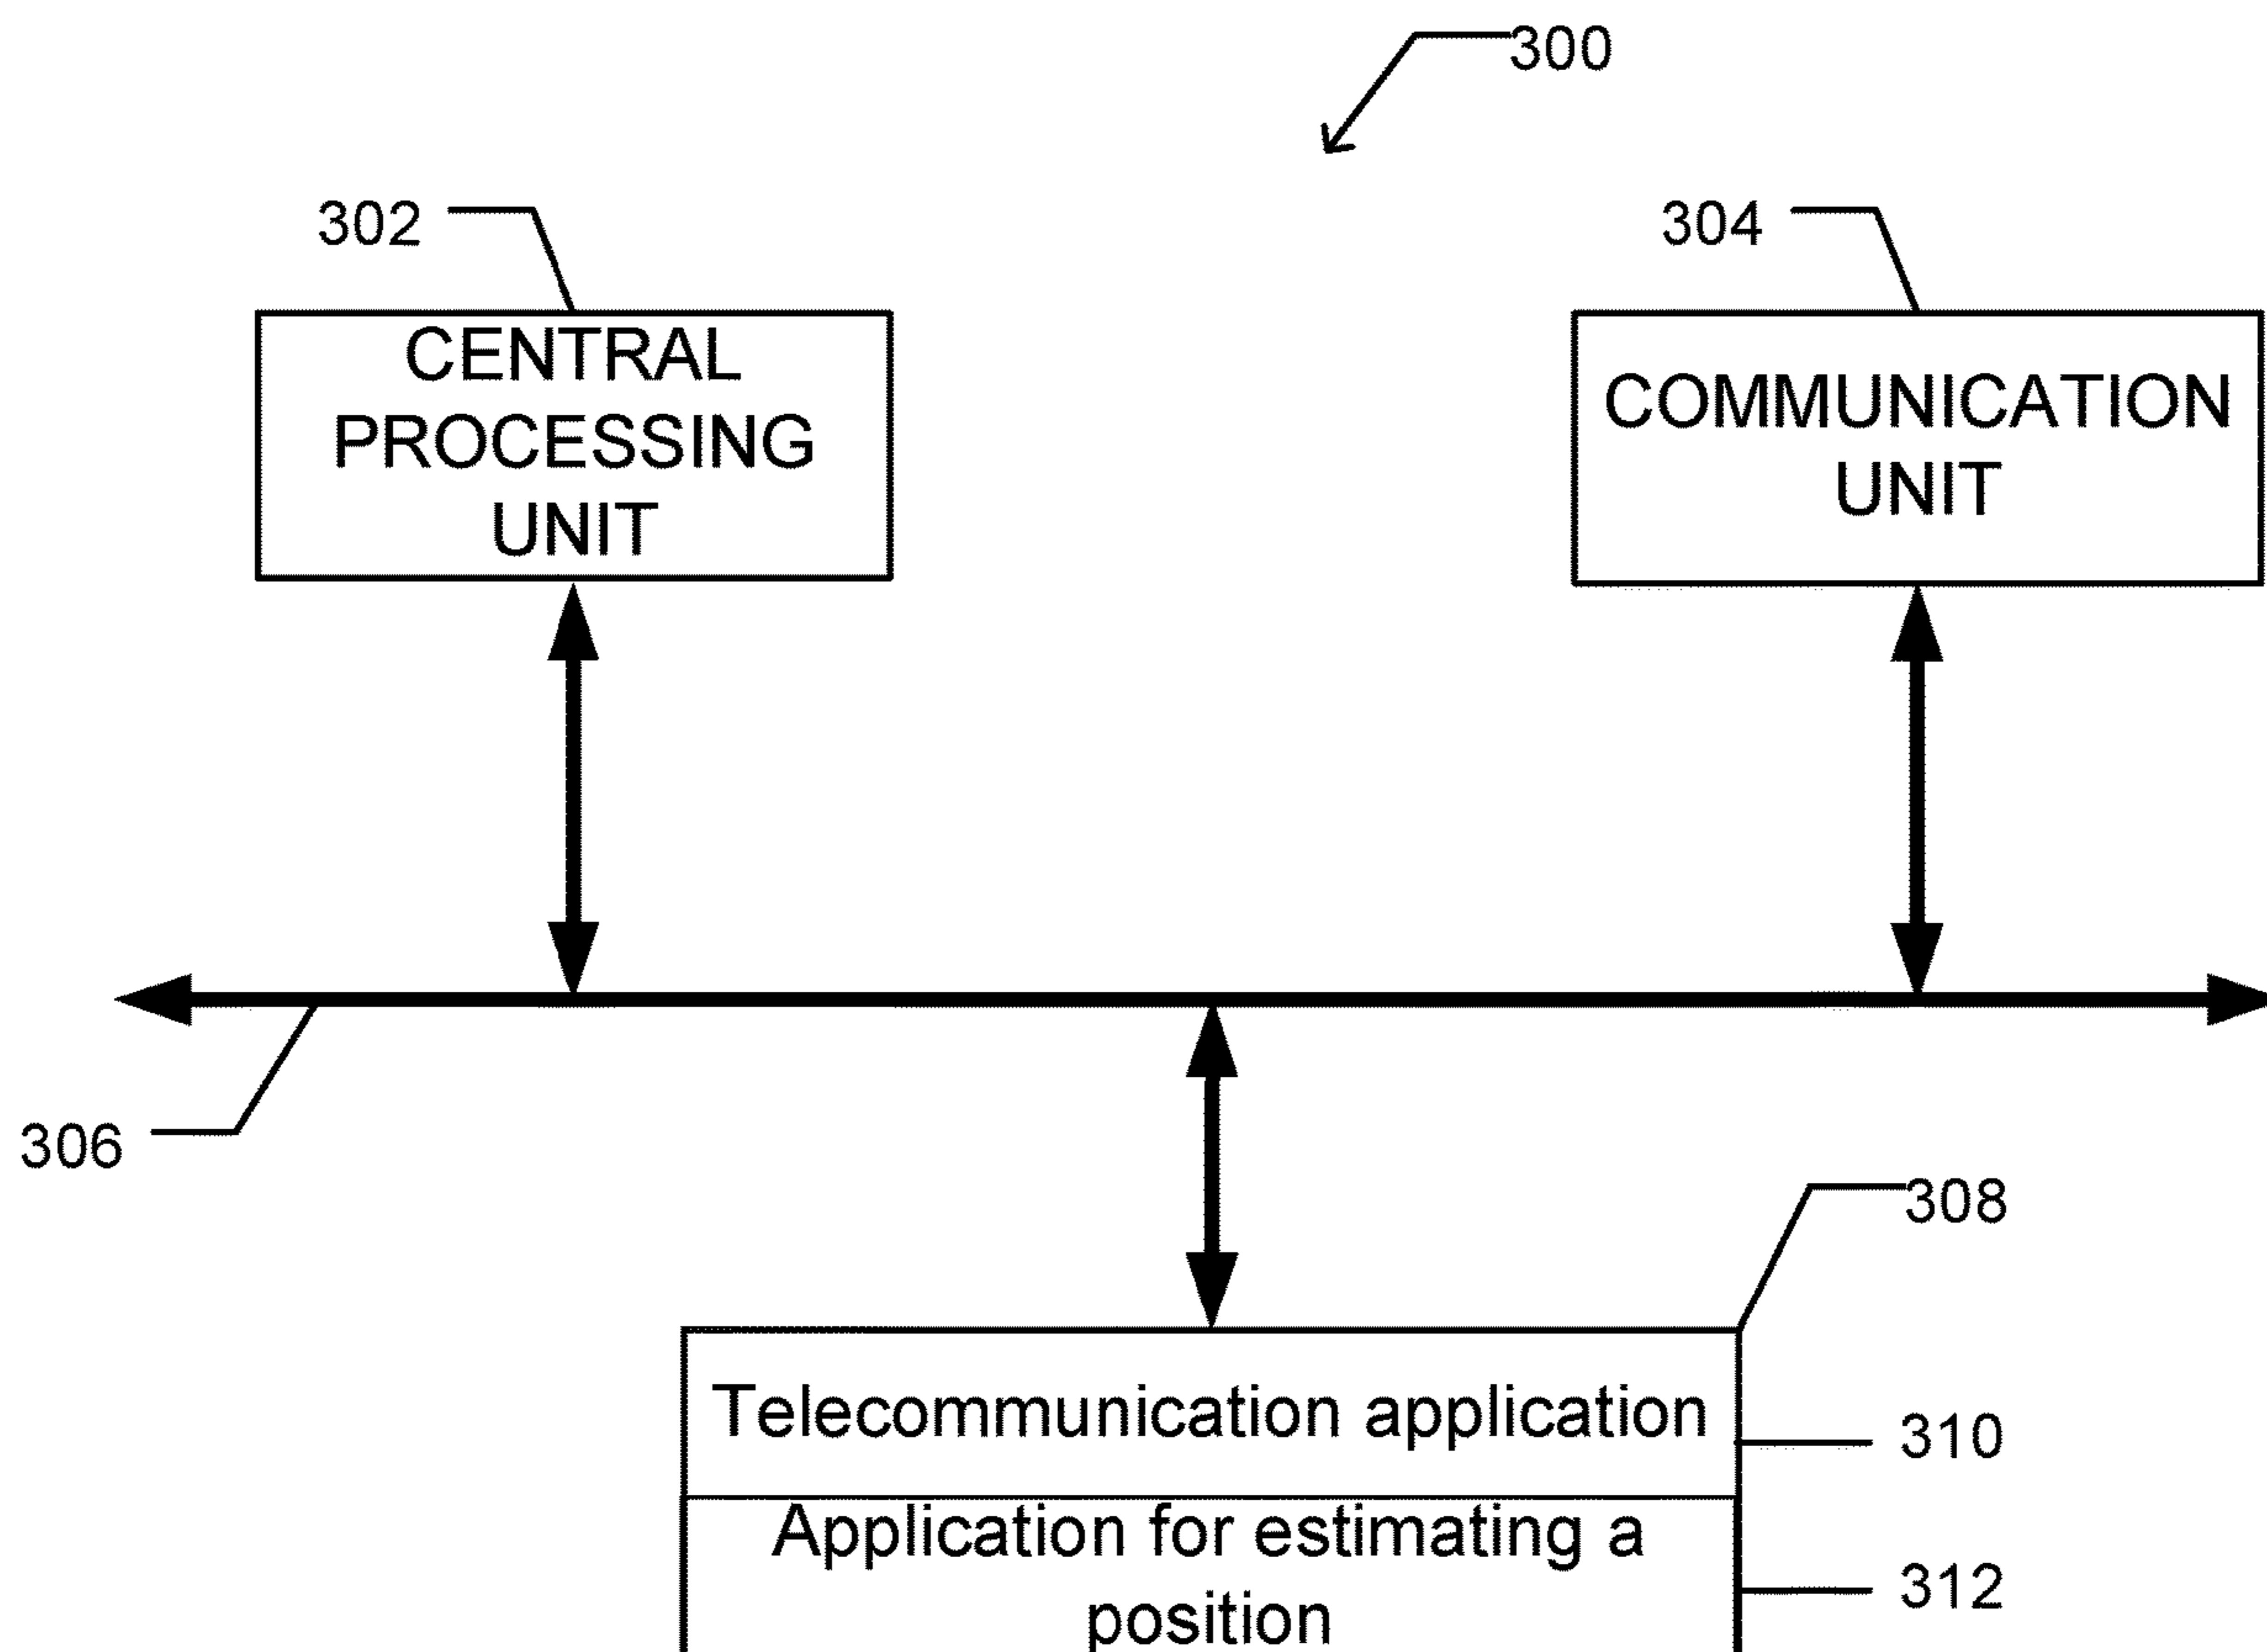 300
302
304
CENTRAL
PROCESSING
UNIT
COMMUNICATION
UNIT
306
308
Telecommunication application
310
Application for estimating a
position
312